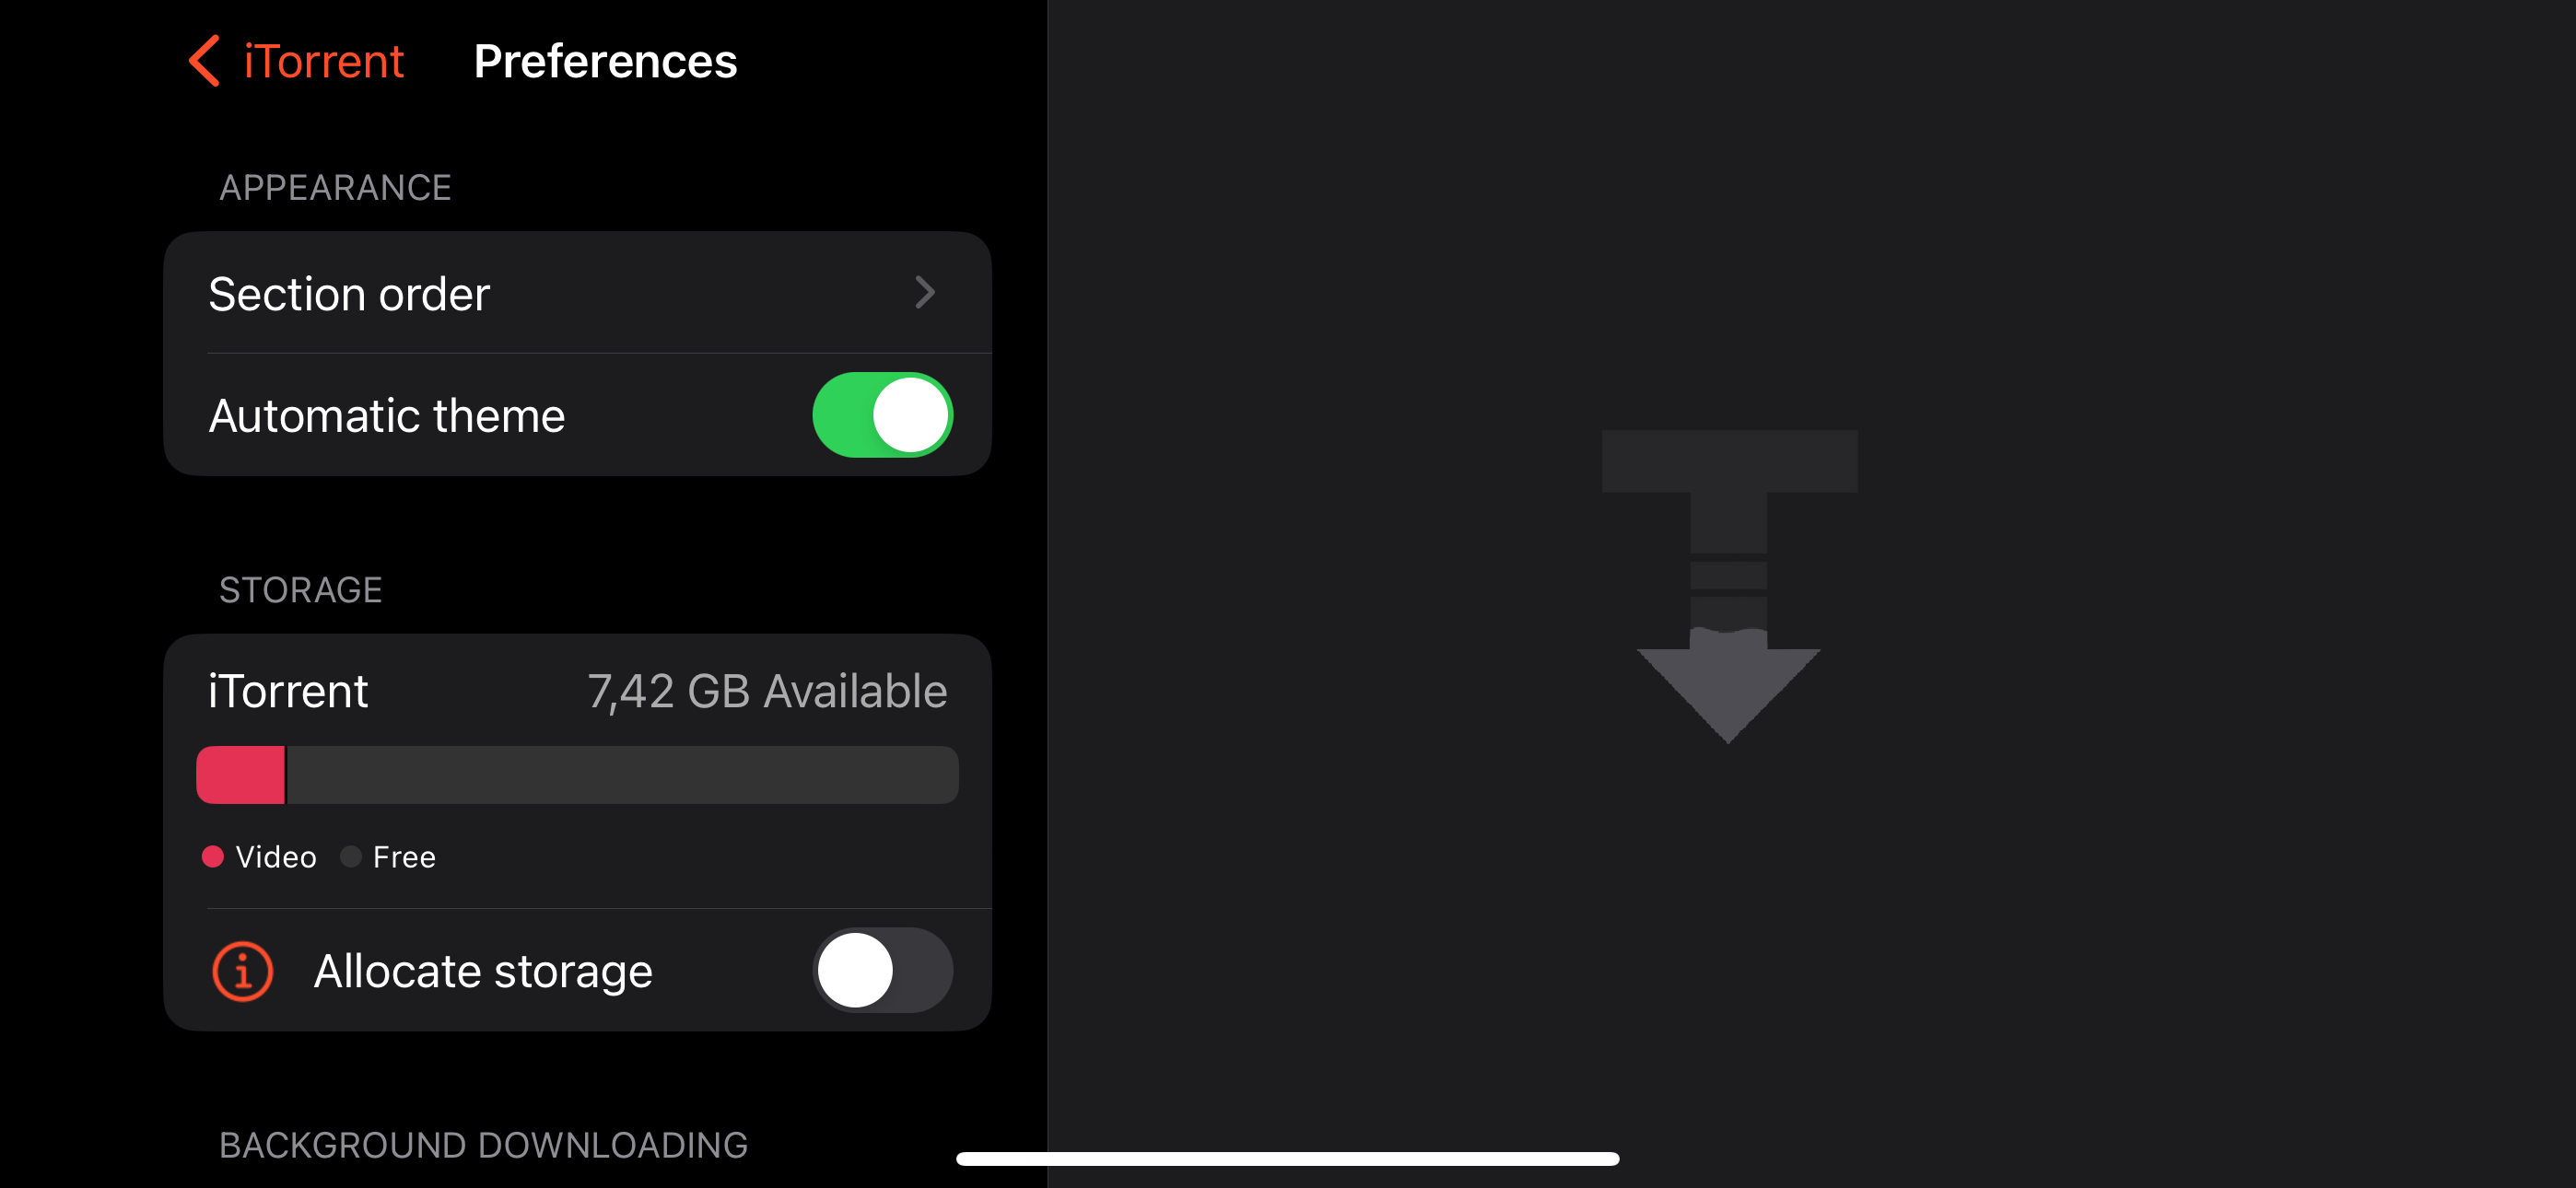 iTorrent
Preferences
APPEARANCE
Section order
Automatic theme
STORAGE
iTorrent 7,42 GB Available
Video Free
Allocate storage
BACKGROUND DOWNLOADING